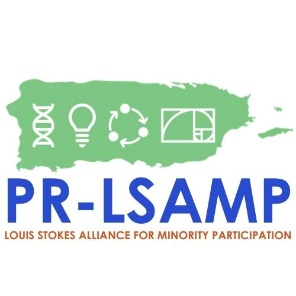 PR-LSAMP
LOUIS STOKES ALLIANCE FOR MINORITY PARTICIPATION